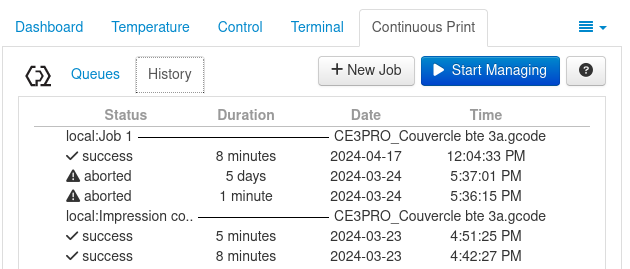 Dashboard Temperature Control Terminal Continuous Print
Queues History + New Job Start Managing ?
Status Duration Date Time
local:Job 1 CE3PRO_Couvercle bte 3a.gcode
success 8 minutes 2024-04-17 12:04:33 PM
aborted 5 days 2024-03-24 5:37:01 PM
aborted 1 minute 2024-03-24 5:36:15 PM
local:Impression co.. CE3PRO_Couvercle bte 3a.gcode
success 5 minutes 2024-03-23 4:51:25 PM
success 8 minutes 2024-03-23 4:42:27 PM